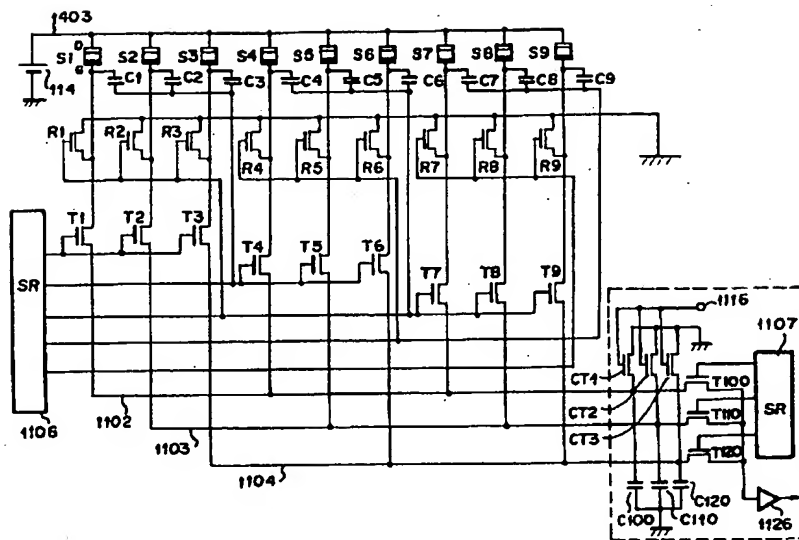 1403
S1 D S2 S3 S4 S5 S6 S7 S8 S9
G C1 C2 C3 C4 C5 C6 C7 C8 C9
114
R1 R2 R3 R4 R5 R6 R7 R8 R9
T1 T2 T3 T4 T5 T6 T7 T8 T9
SR
1116
1107
CT1
T100
CT2
T110
SR
CT3
T120
1106
1102
1103
1104
C100
C110
C120
1126